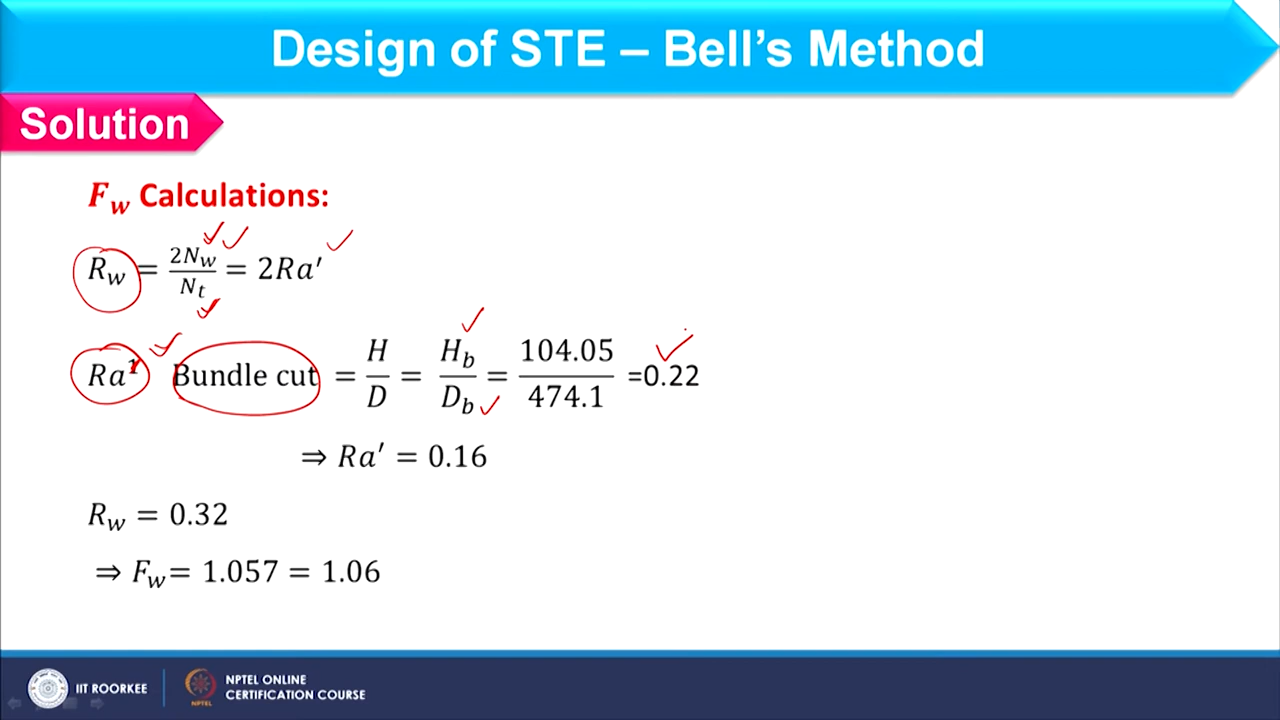 Design of STE – Bell's Method
Solution
F_w Calculations:
R_w = 2N_w/N_t = 2Ra′
Ra′ Bundle cut = H/D = H_b/D_b = 104.05/474.1 =0.22
⇒ Ra′ = 0.16
R_w = 0.32
⇒ F_w= 1.057 = 1.06
IIT ROORKEE
NPTEL
NPTEL ONLINE
CERTIFICATION COURSE